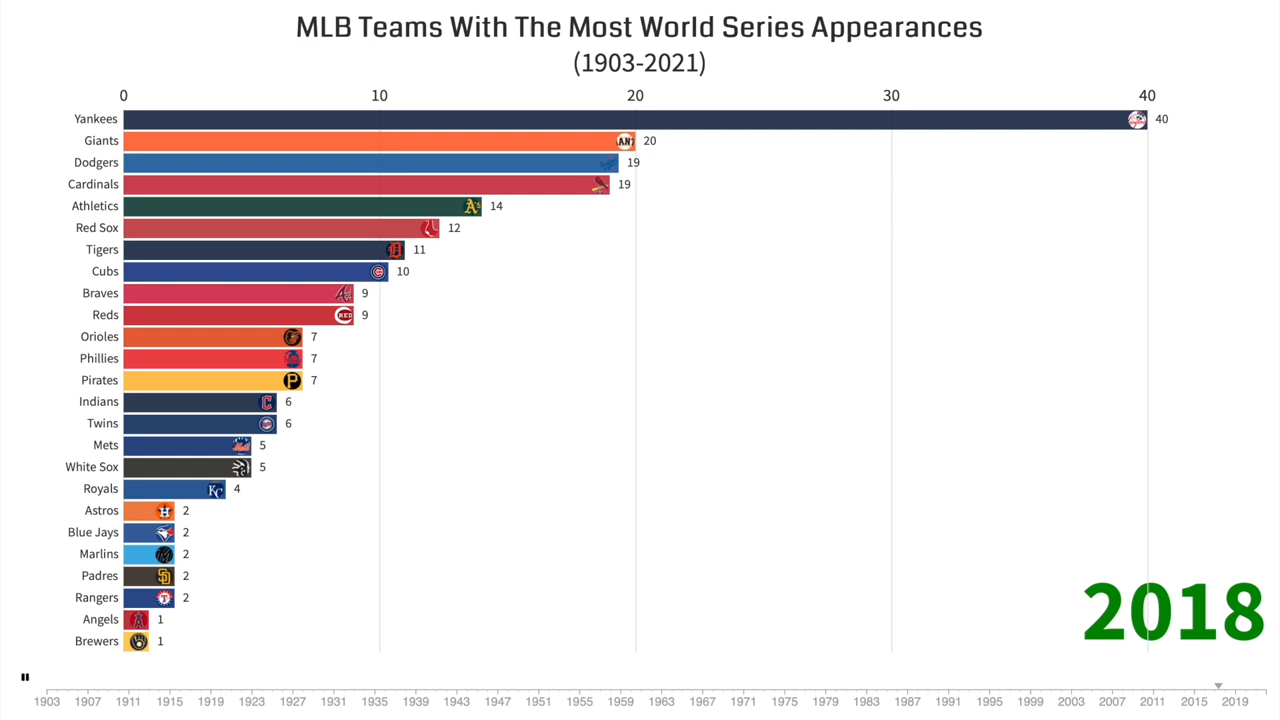 MLB Teams With The Most World Series Appearances
(1903-2021)
0 10 20 30 40
Yankees 40
Giants 20
Dodgers 19
Cardinals 19
Athletics 14
Red Sox 12
Tigers 11
Cubs 10
Braves 9
Reds 9
Orioles 7
Phillies 7
Pirates 7
Indians 6
Twins 6
Mets 5
White Sox 5
Royals 4
Astros 2
Blue Jays 2
Marlins 2
Padres 2
Rangers 2
Angels 1
Brewers 1
2018
1903 1907 1911 1915 1919 1923 1927 1931 1935 1939 1943 1947 1951 1955 1959 1963 1967 1971 1975 1979 1983 1987 1991 1995 1999 2003 2007 2011 2015 2019